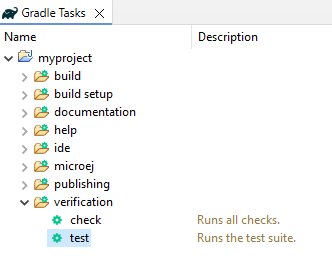 Gradle Tasks
Name Description
myproject
build
build setup
documentation
help
ide
microej
publishing
verification
check Runs all checks.
test Runs the test suite.